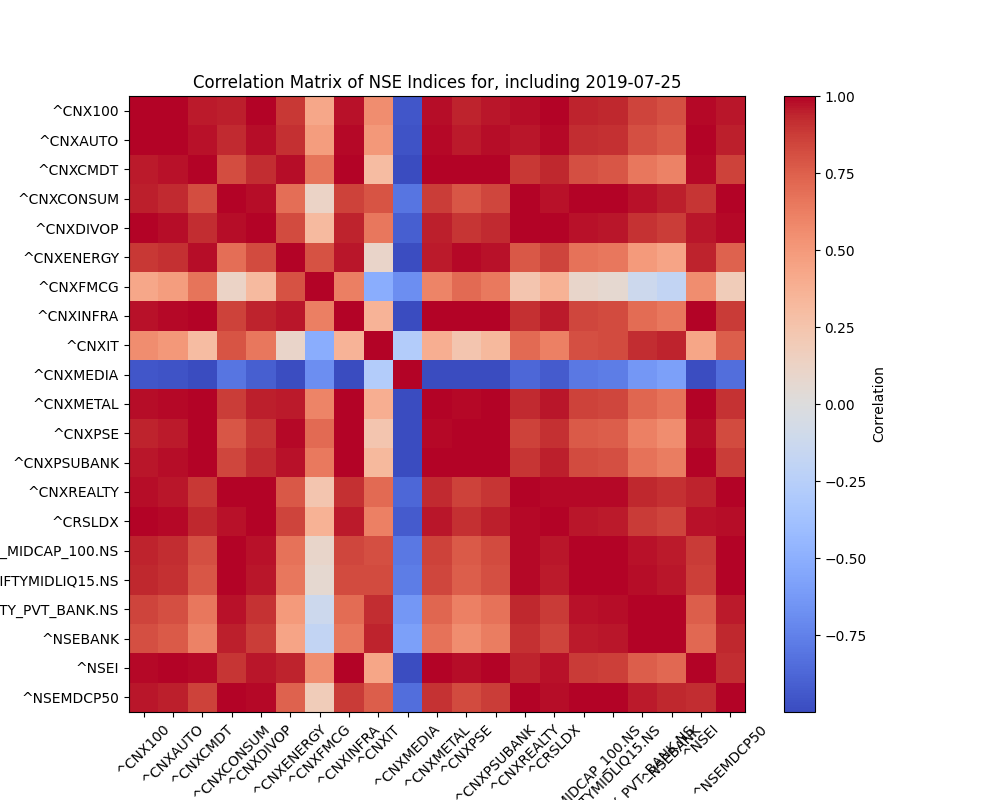 Correlation Matrix of NSE Indices for, including 2019-07-25
^CNX100
^CNXAUTO
^CNXCMDT
^CNXCONSUM
^CNXDIVOP
^CNXENERGY
^CNXFMCG
^CNXINFRA
^CNXIT
^CNXMEDIA
^CNXMETAL
^CNXPSE
^CNXPSUBANK
^CNXREALTY
^CRSLDX
_MIDCAP_100.NS
IFTYMIDLIQ15.NS
TY_PVT_BANK.NS
^NSEBANK
^NSEI
^NSEMDCP50
^CNX100
^CNXAUTO
^CNXCMDT
^CNXCONSUM
^CNXDIVOP
^CNXENERGY
^CNXFMCG
^CNXINFRA
^CNXIT
^CNXMEDIA
^CNXMETAL
^CNXPSE
^CNXPSUBANK
^CNXREALTY
^CRSLDX
MIDCAP_100.NS
TYMIDLIQ15.NS
PVT_BANK.NS
^NSEBANK
^NSEI
^NSEMDCP50
1.00
0.75
0.50
0.25
0.00
−0.25
−0.50
−0.75
Correlation